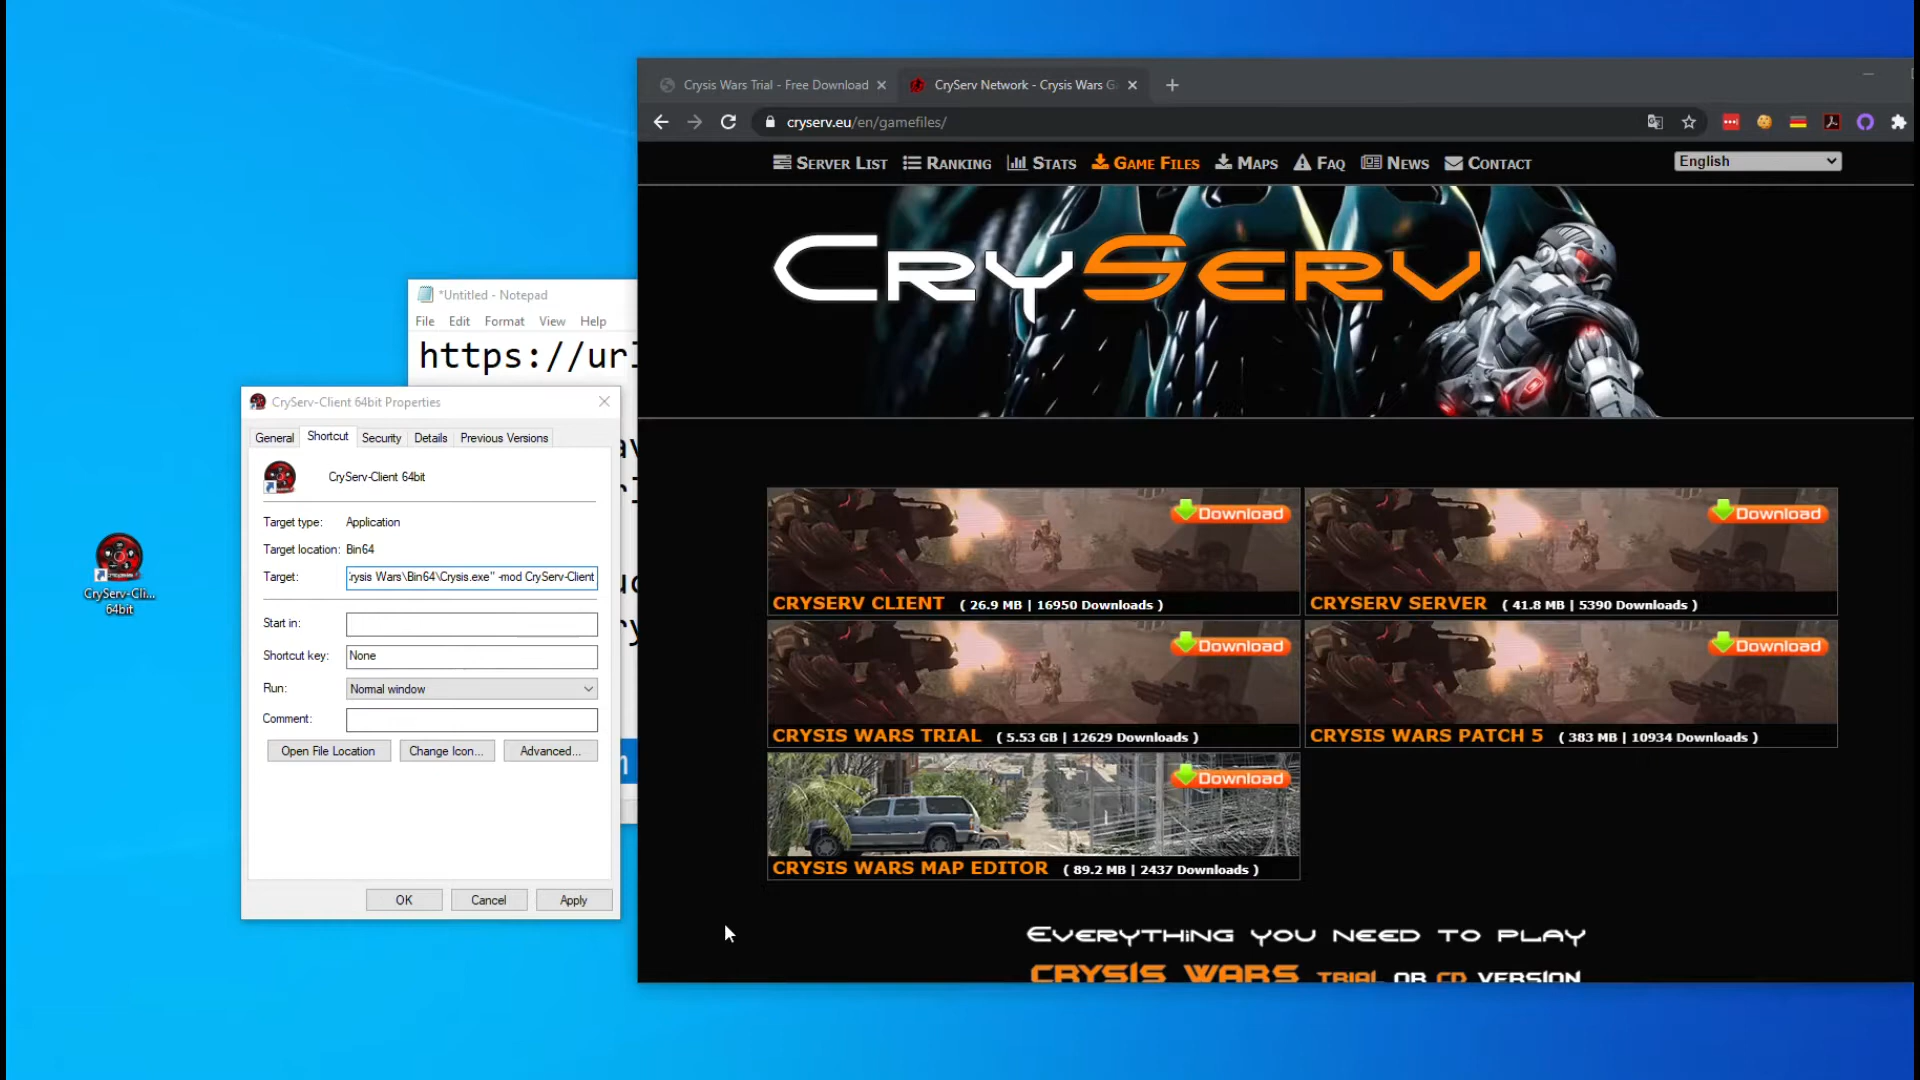 Crysis Wars Trial - Free Download
CryServ Network - Crysis Wars G
cryserv.eu/en/gamefiles/
SERVER LIST RANKING STATS GAME FILES MAPS FAQ NEWS CONTACT
English
CRYSERV
*Untitled - Notepad
File Edit Format View Help
https://url
CryServ-Client 64bit Properties
General Shortcut Security Details Previous Versions
CryServ-Client 64bit
Target type: Application
Target location: Bin64
Target: Crysis Wars\Bin64\Crysis.exe" -mod CryServ-Client
Start in:
Shortcut key: None
Run: Normal window
Comment:
Open File Location Change Icon... Advanced...
OK Cancel Apply
CryServ-Cli...
64bit
Download
CRYSERV CLIENT ( 26.9 MB | 16950 Downloads )
Download
CRYSERV SERVER ( 41.8 MB | 5390 Downloads )
Download
CRYSIS WARS TRIAL ( 5.53 GB | 12629 Downloads )
Download
CRYSIS WARS PATCH 5 ( 383 MB | 10934 Downloads )
Download
CRYSIS WARS MAP EDITOR ( 89.2 MB | 2437 Downloads )
EVERYTHING YOU NEED TO PLAY
CRYSIS WARS TRIAL OR CD VERSION